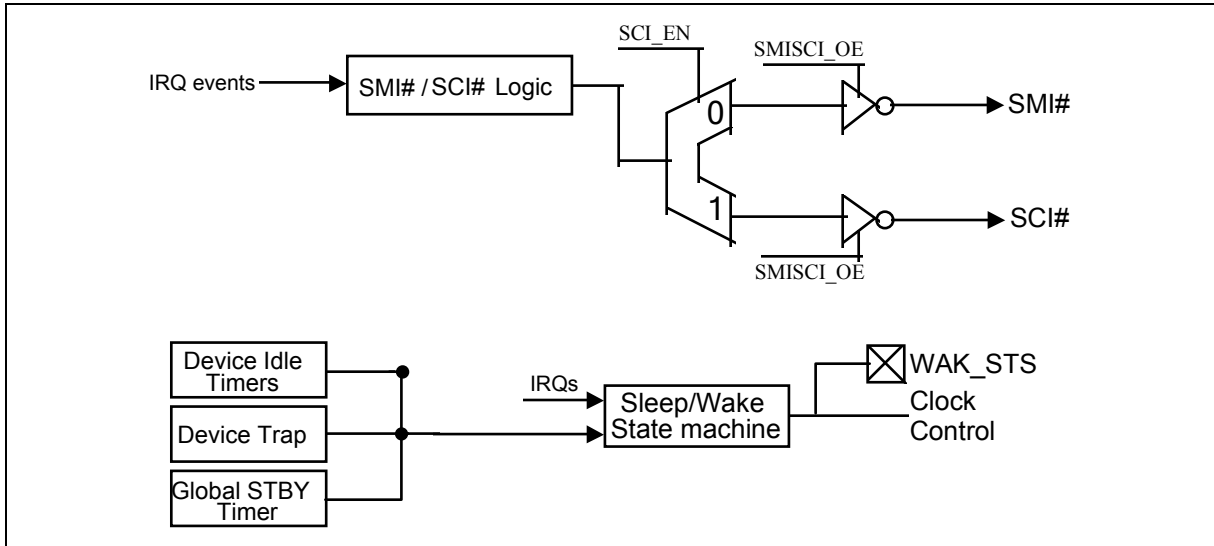 SCI_EN
SMISCI_OE
IRQ events
SMI# / SCI# Logic
0
SMI#
1
SCI#
SMISCI_OE
Device Idle
Timers
IRQs
WAK_STS
Sleep/Wake
State machine
Clock
Control
Device Trap
Global STBY
Timer